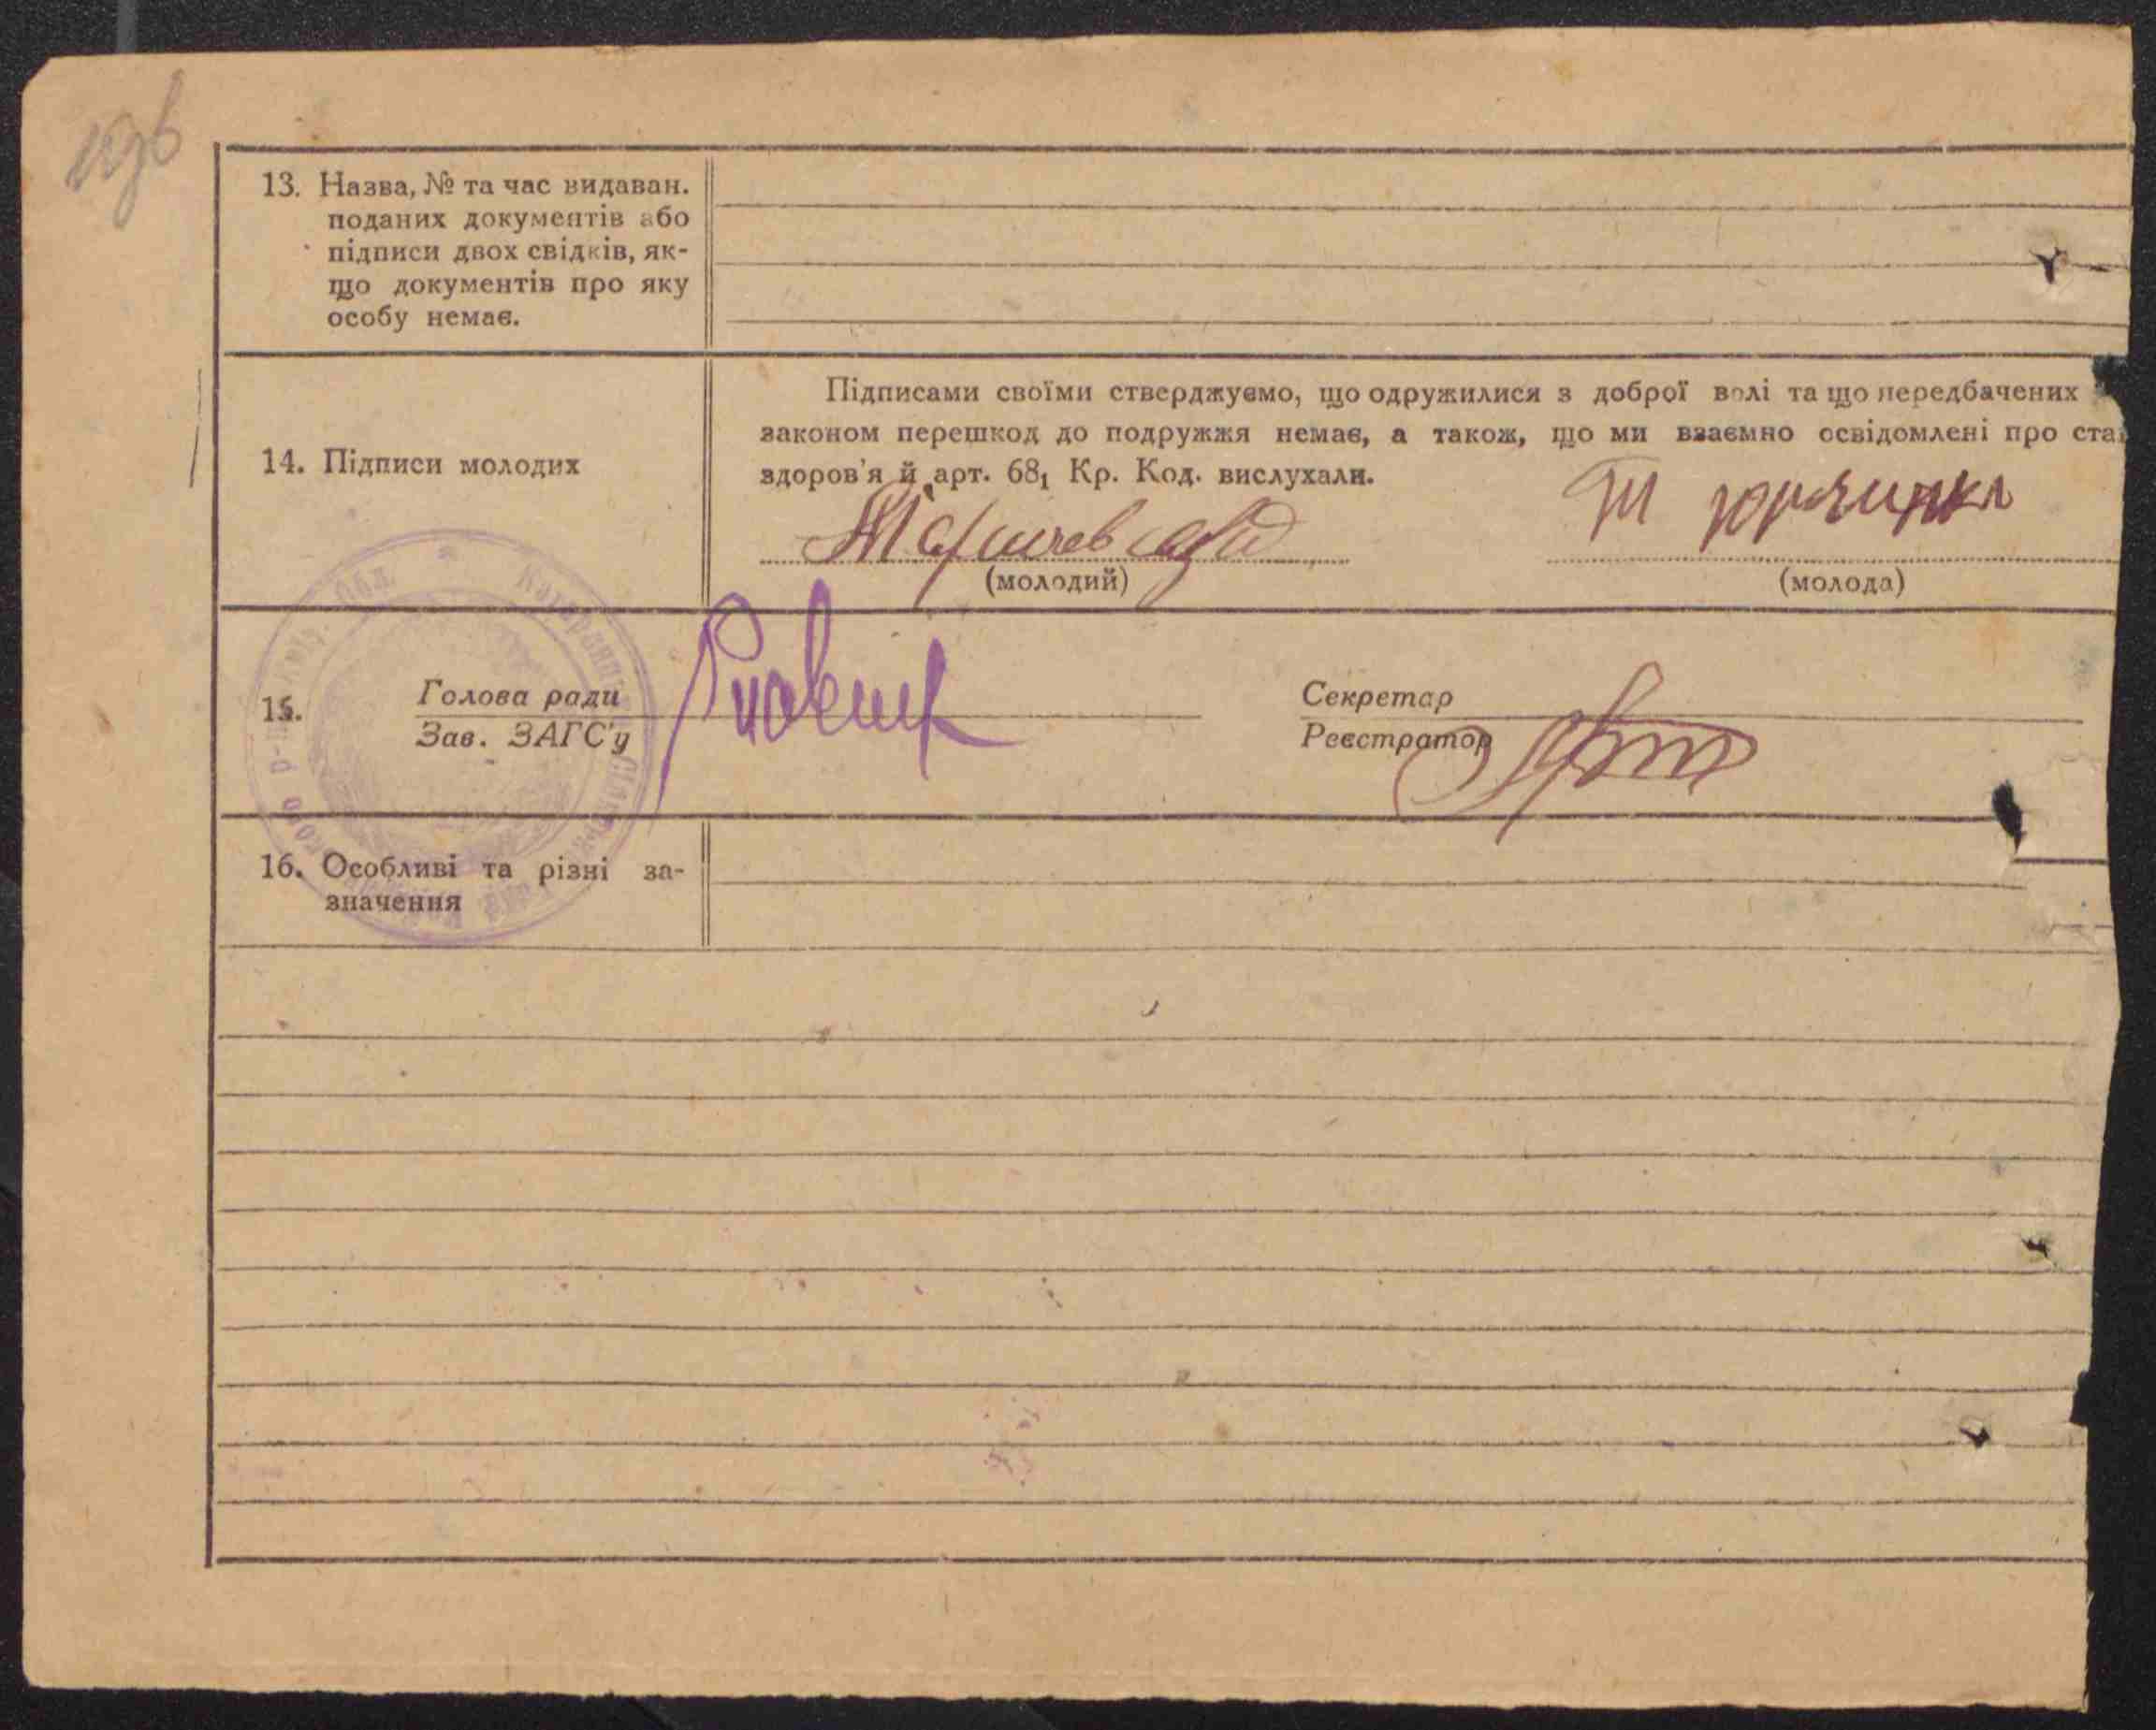 13. Назва, № та час видаван.
поданих документів або
підписи двох свідків, як-
що документів про яку
особу немає.
14. Підписи молодих
Підписами своїми стверджуємо, що одружилися з доброї волі та що передбачених
законом перешкод до подружжя немає, а також, що ми взаємно освідомлені про ста
здоров'я й арт. 68₁ Кр. Код. вислухали.
(молодий)
(молода)
15.
Голова ради
Зав. ЗАГС'у
Секретар
Реєстратор
16. Особливі та різні за-
значення